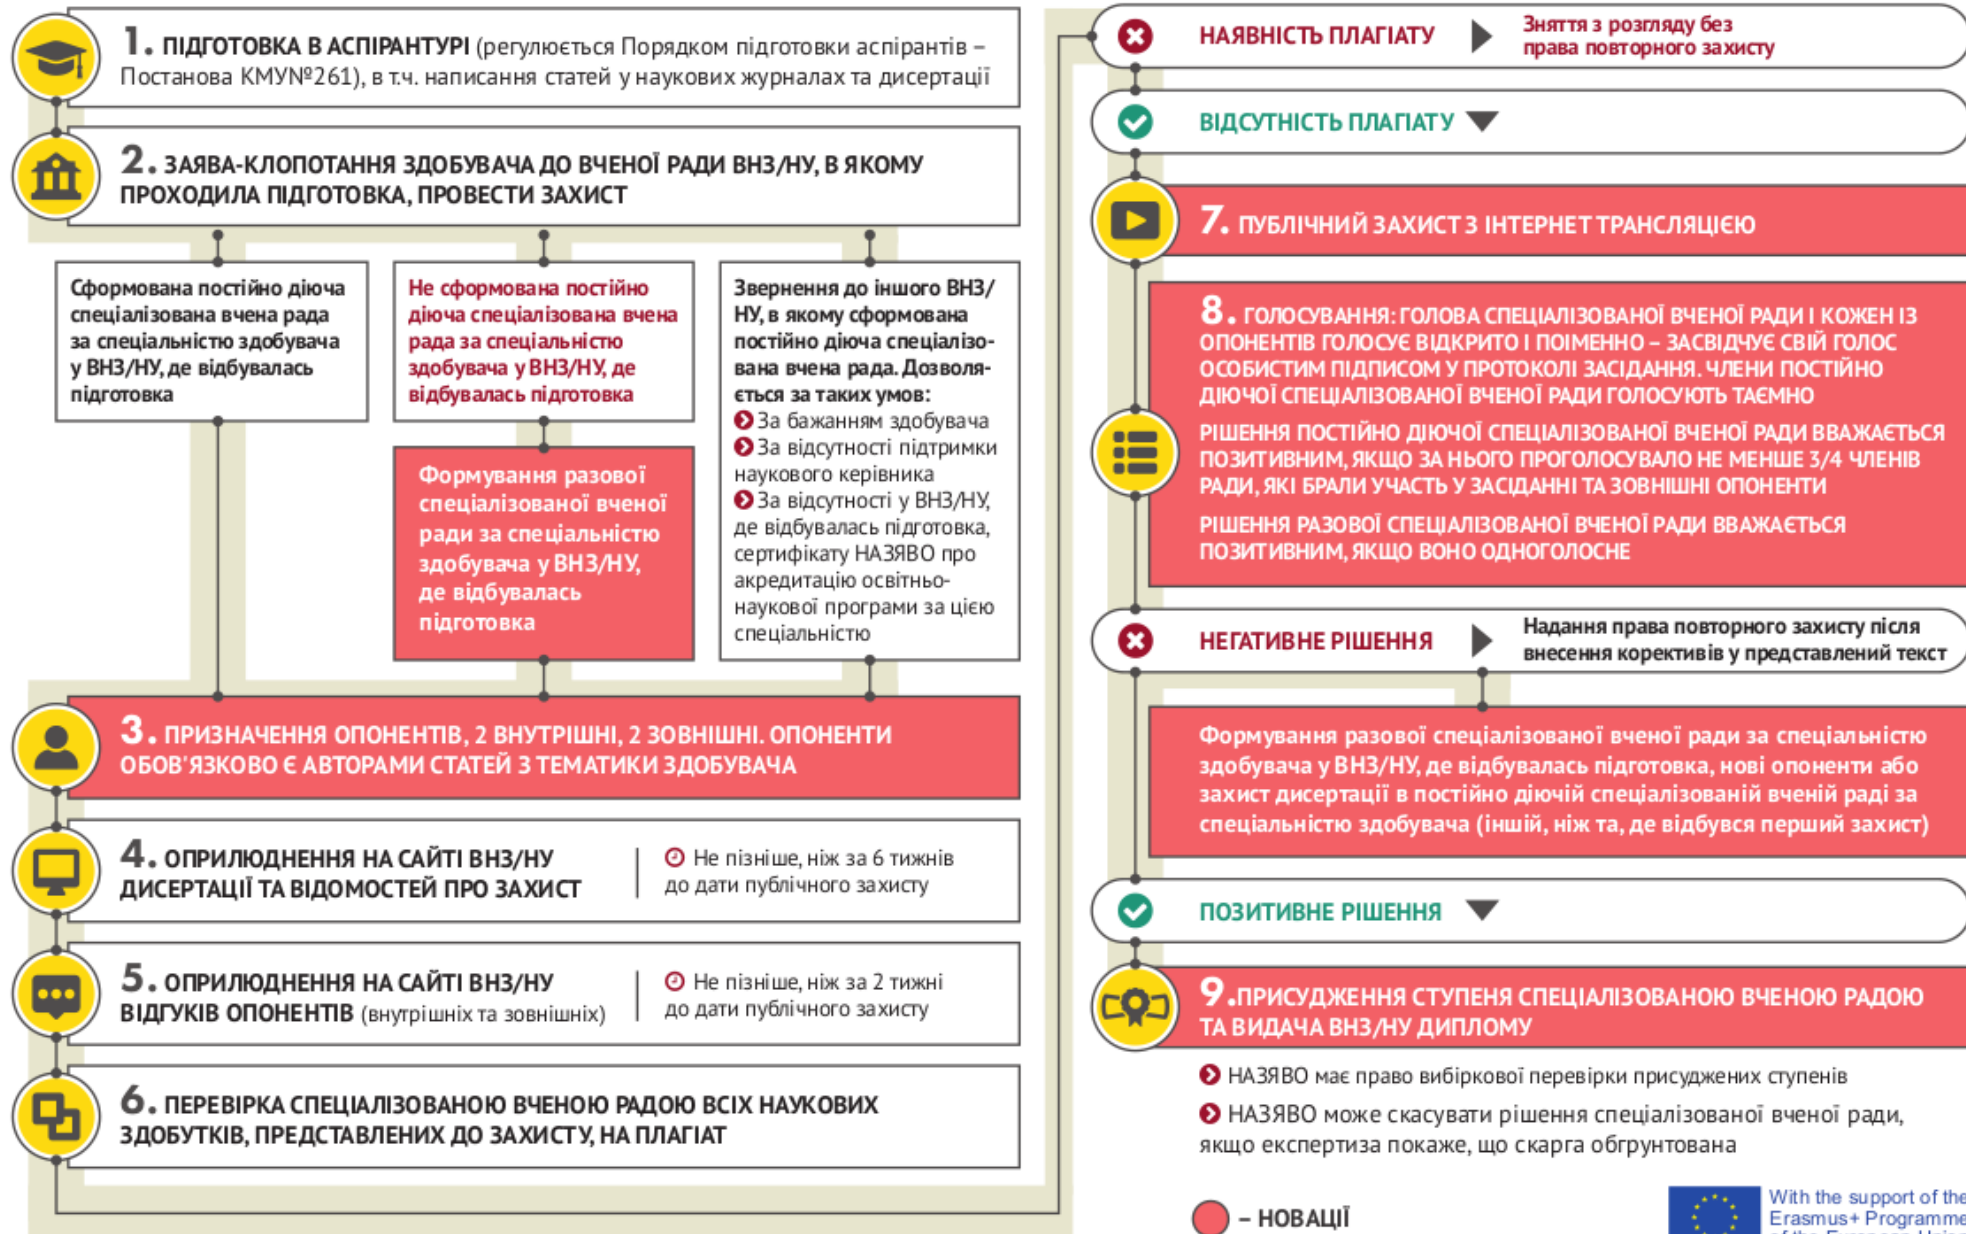 1. ПІДГОТОВКА В АСПІРАНТУРІ (регулюється Порядком підготовки аспірантів –
Постанова КМУ№261), в т.ч. написання статей у наукових журналах та дисертації
2. ЗАЯВА-КЛОПОТАННЯ ЗДОБУВАЧА ДО ВЧЕНОЇ РАДИ ВНЗ/НУ, В ЯКОМУ
ПРОХОДИЛА ПІДГОТОВКА, ПРОВЕСТИ ЗАХИСТ
Сформована постійно діюча
спеціалізована вчена рада
за спеціальністю здобувача
у ВНЗ/НУ, де відбувалась
підготовка
Не сформована постійно
діюча спеціалізована вчена
рада за спеціальністю
здобувача у ВНЗ/НУ, де
відбувалась підготовка
Формування разової
спеціалізованої вченої
ради за спеціальністю
здобувача у ВНЗ/НУ,
де відбувалась
підготовка
Звернення до іншого ВНЗ/
НУ, в якому сформована
постійно діюча спеціалізо-
вана вчена рада. Дозволя-
ється за таких умов:
За бажанням здобувача
За відсутності підтримки
наукового керівника
За відсутності у ВНЗ/НУ,
де відбувалась підготовка,
сертифікату НАЗЯВО про
акредитацію освітньо-
наукової програми за цією
спеціальністю
3. ПРИЗНАЧЕННЯ ОПОНЕНТІВ, 2 ВНУТРІШНІ, 2 ЗОВНІШНІ. ОПОНЕНТИ
ОБОВ'ЯЗКОВО Є АВТОРАМИ СТАТЕЙ З ТЕМАТИКИ ЗДОБУВАЧА
4. ОПРИЛЮДНЕННЯ НА САЙТІ ВНЗ/НУ
ДИСЕРТАЦІЇ ТА ВІДОМОСТЕЙ ПРО ЗАХИСТ
Не пізніше, ніж за 6 тижнів
до дати публічного захисту
5. ОПРИЛЮДНЕННЯ НА САЙТІ ВНЗ/НУ
ВІДГУКІВ ОПОНЕНТІВ (внутрішніх та зовнішніх)
Не пізніше, ніж за 2 тижні
до дати публічного захисту
6. ПЕРЕВІРКА СПЕЦІАЛІЗОВАНОЮ ВЧЕНОЮ РАДОЮ ВСІХ НАУКОВИХ
ЗДОБУТКІВ, ПРЕДСТАВЛЕНИХ ДО ЗАХИСТУ, НА ПЛАГІАТ
НАЯВНІСТЬ ПЛАГІАТУ
Зняття з розгляду без
права повторного захисту
ВІДСУТНІСТЬ ПЛАГІАТУ
7. ПУБЛІЧНИЙ ЗАХИСТ З ІНТЕРНЕТ ТРАНСЛЯЦІЄЮ
8. ГОЛОСУВАННЯ: ГОЛОВА СПЕЦІАЛІЗОВАНОЇ ВЧЕНОЇ РАДИ І КОЖЕН ІЗ
ОПОНЕНТІВ ГОЛОСУЄ ВІДКРИТО І ПОІМЕННО – ЗАСВІДЧУЄ СВІЙ ГОЛОС
ОСОБИСТИМ ПІДПИСОМ У ПРОТОКОЛІ ЗАСІДАННЯ. ЧЛЕНИ ПОСТІЙНО
ДІЮЧОЇ СПЕЦІАЛІЗОВАНОЇ ВЧЕНОЇ РАДИ ГОЛОСУЮТЬ ТАЄМНО
РІШЕННЯ ПОСТІЙНО ДІЮЧОЇ СПЕЦІАЛІЗОВАНОЇ ВЧЕНОЇ РАДИ ВВАЖАЄТЬСЯ
ПОЗИТИВНИМ, ЯКЩО ЗА НЬОГО ПРОГОЛОСУВАЛО НЕ МЕНШЕ 3/4 ЧЛЕНІВ
РАДИ, ЯКІ БРАЛИ УЧАСТЬ У ЗАСІДАННІ ТА ЗОВНІШНІ ОПОНЕНТИ
РІШЕННЯ РАЗОВОЇ СПЕЦІАЛІЗОВАНОЇ ВЧЕНОЇ РАДИ ВВАЖАЄТЬСЯ
ПОЗИТИВНИМ, ЯКЩО ВОНО ОДНОГОЛОСНЕ
НЕГАТИВНЕ РІШЕННЯ
Надання права повторного захисту після
внесення корективів у представлений текст
Формування разової спеціалізованої вченої ради за спеціальністю
здобувача у ВНЗ/НУ, де відбувалась підготовка, нові опоненти або
захист дисертації в постійно діючій спеціалізованій вченій раді за
спеціальністю здобувача (іншій, ніж та, де відбувся перший захист)
ПОЗИТИВНЕ РІШЕННЯ
9.ПРИСУДЖЕННЯ СТУПЕНЯ СПЕЦІАЛІЗОВАНОЮ ВЧЕНОЮ РАДОЮ
ТА ВИДАЧА ВНЗ/НУ ДИПЛОМУ
НАЗЯВО має право вибіркової перевірки присуджених ступенів
НАЗЯВО може скасувати рішення спеціалізованої вченої ради,
якщо експертиза покаже, що скарга обґрунтована
– НОВАЦІЇ
With the support of the
Erasmus+ Programme